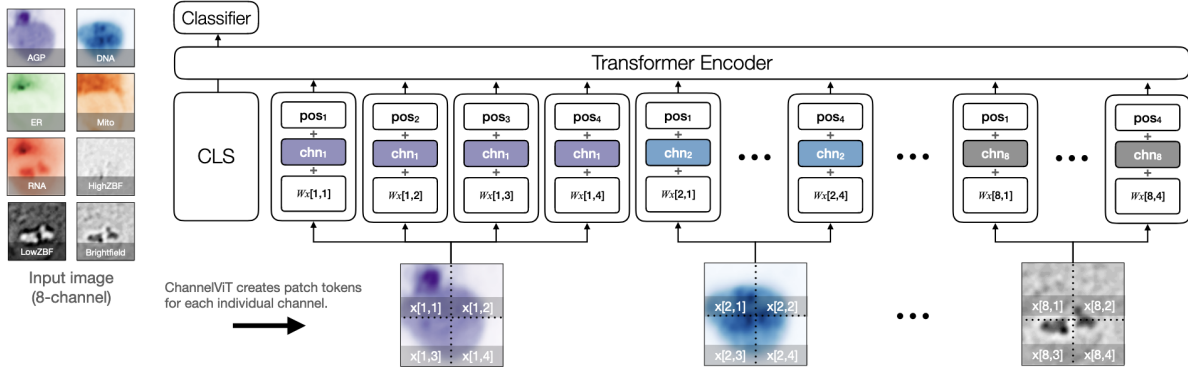 Classifier
Transformer Encoder
AGP
DNA
ER
Mito
RNA
HighZBF
LowZBF
Brightfield
Input image
(8-channel)
CLS
pos₁
+
chn₁
+
Wx[1,1]
pos₂
+
chn₁
+
Wx[1,2]
pos₃
+
chn₁
+
Wx[1,3]
pos₄
+
chn₁
+
Wx[1,4]
pos₁
+
chn₂
+
Wx[2,1]
•••
pos₄
+
chn₂
+
Wx[2,4]
•••
pos₁
+
chn₈
+
Wx[8,1]
•••
pos₄
+
chn₈
+
Wx[8,4]
ChannelViT creates patch tokens
for each individual channel.
x[1,1] x[1,2]
x[1,3] x[1,4]
x[2,1] x[2,2]
x[2,3] x[2,4]
•••
x[8,1] x[8,2]
x[8,3] x[8,4]